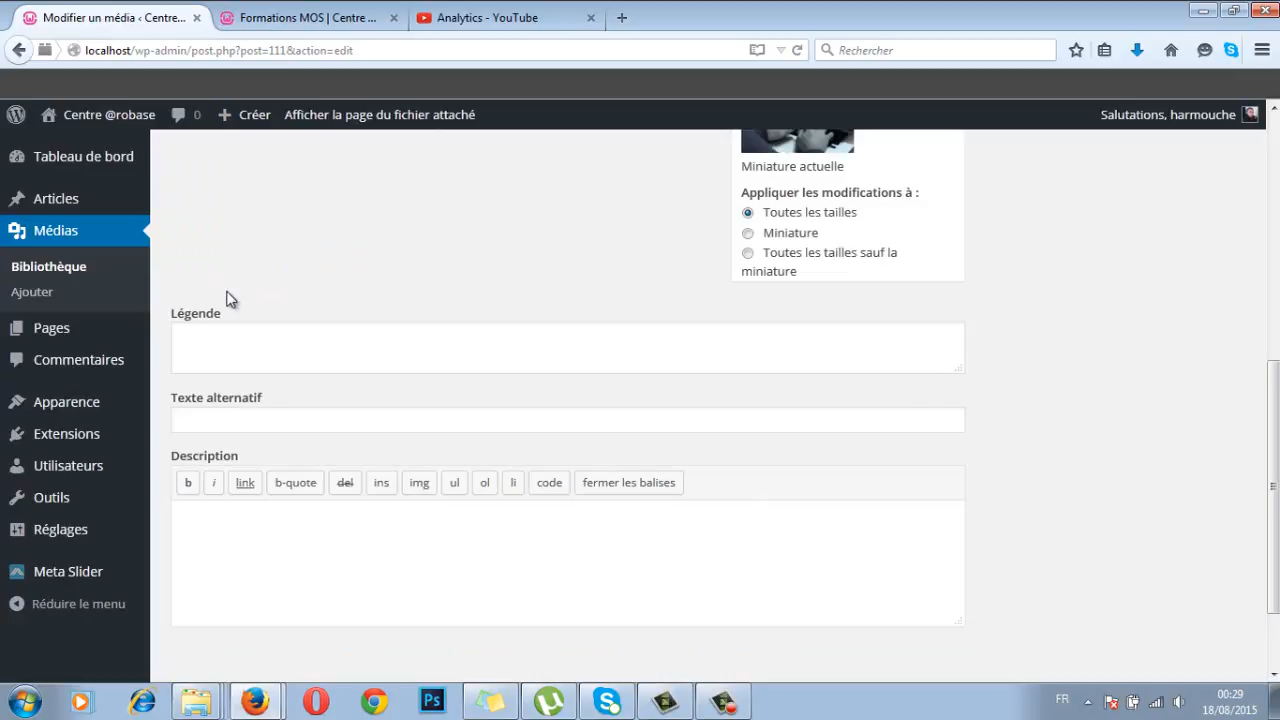 Modifier un média ‹ Centre...
Formations MOS | Centre ...
Analytics - YouTube
localhost/wp-admin/post.php?post=111&action=edit
Rechercher
Centre @robase
0
Créer
Afficher la page du fichier attaché
Salutations, harmouche
Tableau de bord
Articles
Médias
Bibliothèque
Ajouter
Pages
Commentaires
Apparence
Extensions
Utilisateurs
Outils
Réglages
Meta Slider
Réduire le menu
Miniature actuelle
Appliquer les modifications à :
Toutes les tailles
Miniature
Toutes les tailles sauf la
miniature
Légende
Texte alternatif
Description
b i link b-quote del ins img ul ol li code fermer les balises
Ps
FR
00:29
18/08/2015